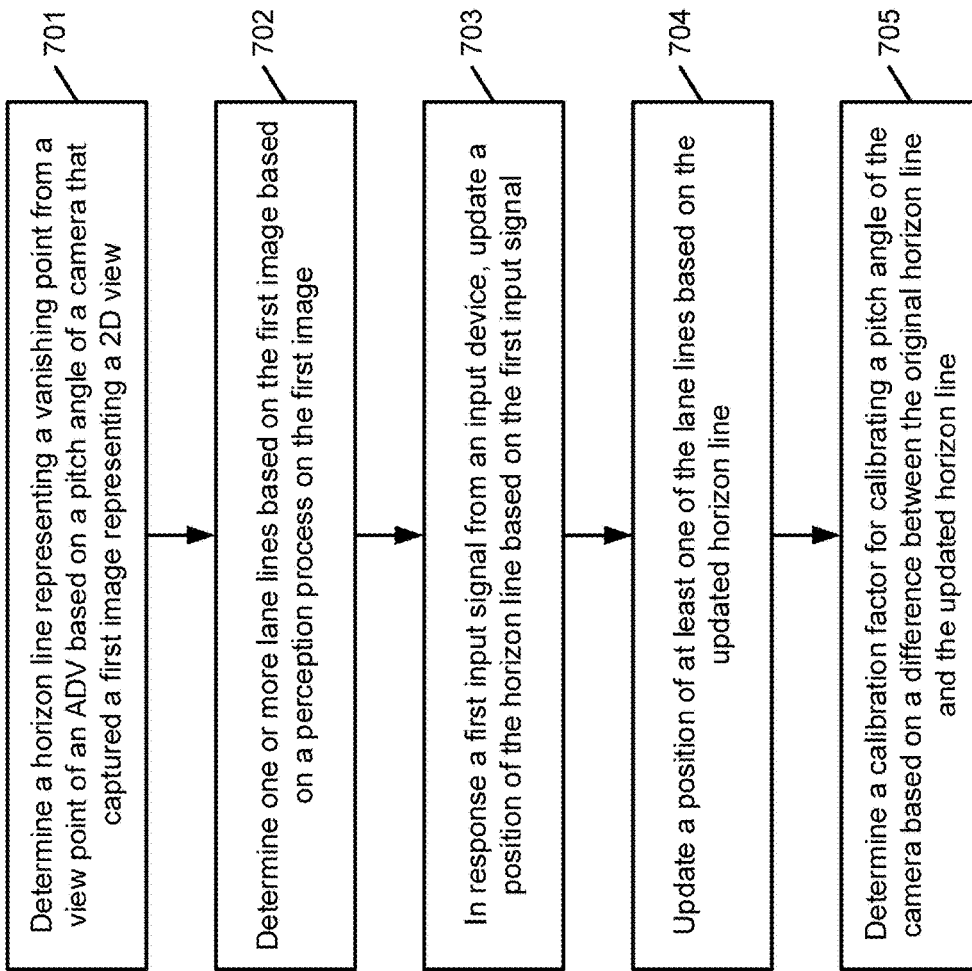 Determine a horizon line representing a vanishing point from a
view point of an ADV based on a pitch angle of a camera that
captured a first image representing a 2D view
701
Determine one or more lane lines based on the first image based
on a perception process on the first image
702
In response a first input signal from an input device, update a
position of the horizon line based on the first input signal
703
Update a position of at least one of the lane lines based on the
updated horizon line
704
Determine a calibration factor for calibrating a pitch angle of the
camera based on a difference between the original horizon line
and the updated horizon line
705